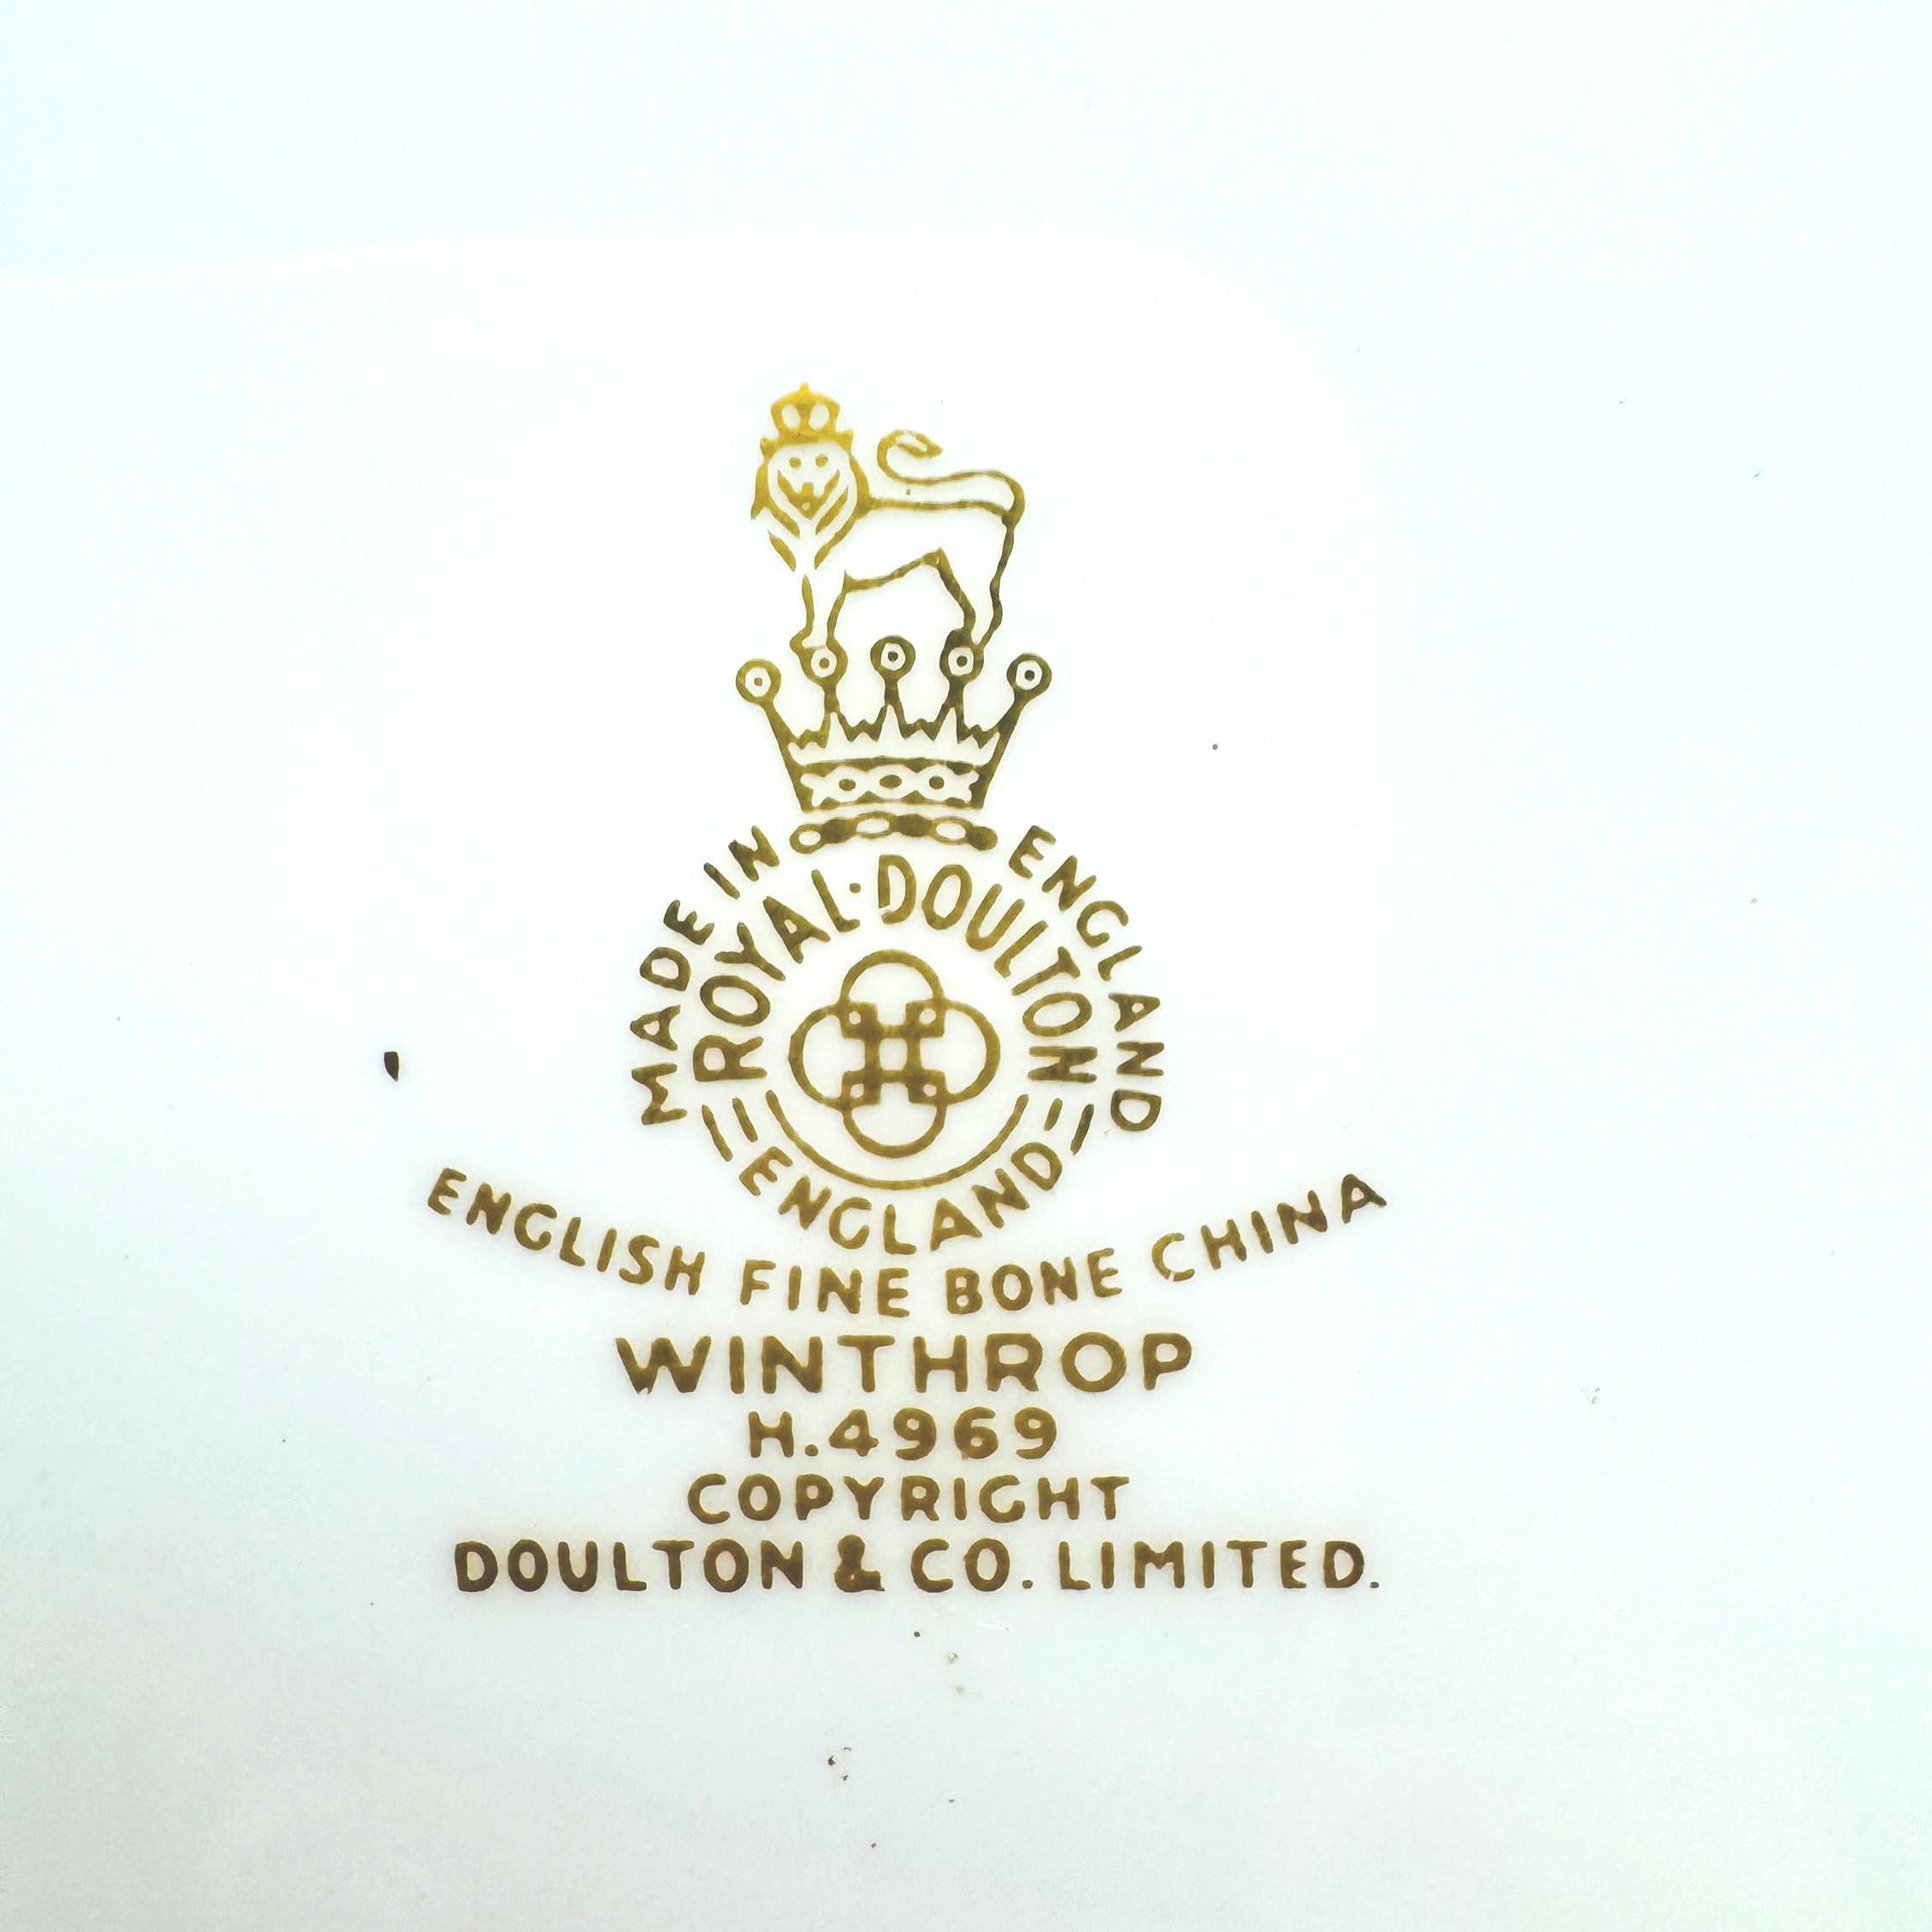 MADE IN ENGLAND
ROYAL·DOULTON
ENGLAND
ENGLISH FINE BONE CHINA
WINTHROP
H.4969
COPYRIGHT
DOULTON & CO. LIMITED.